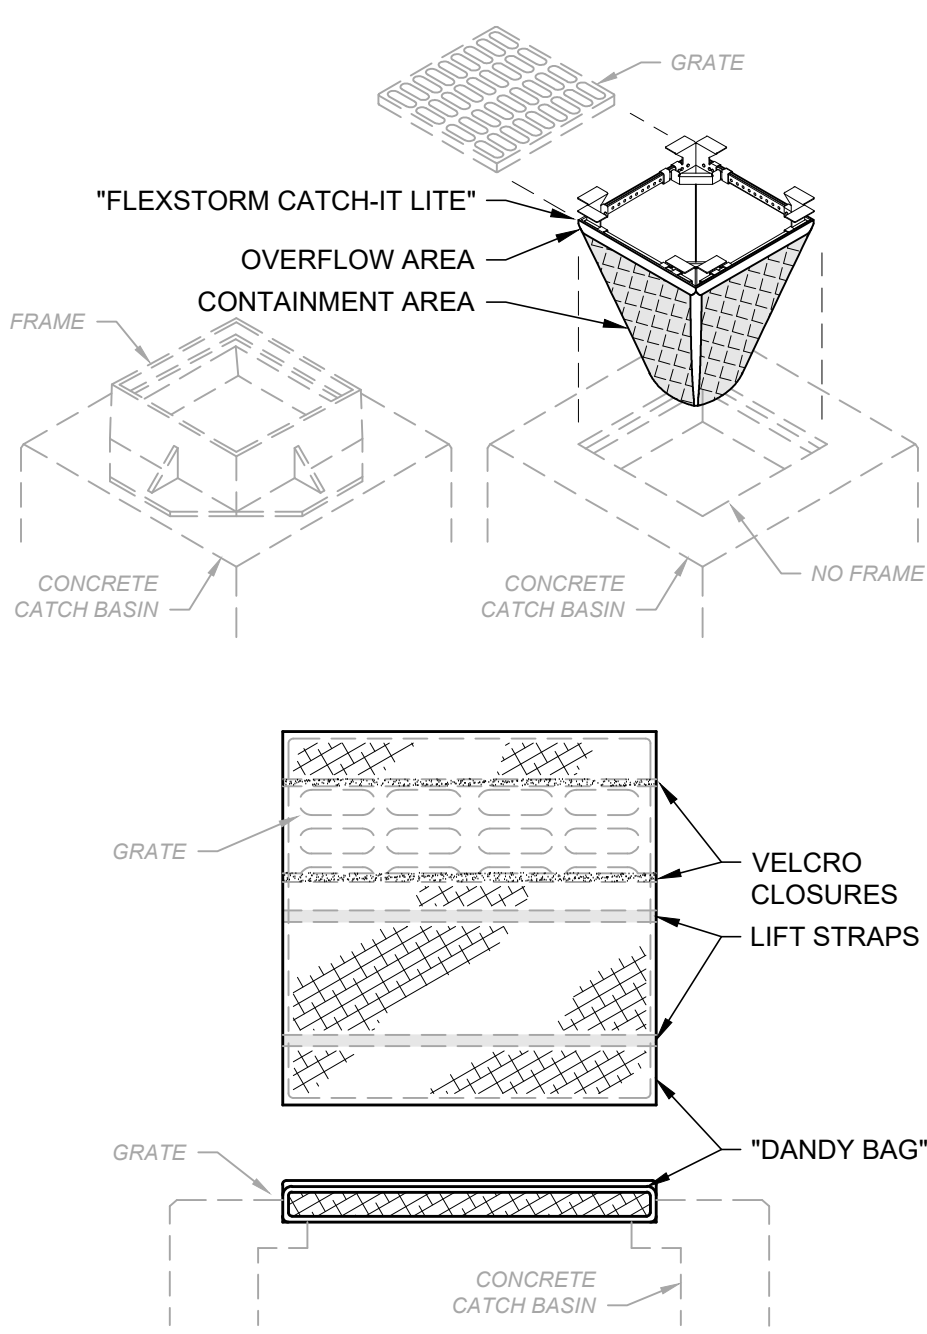 GRATE
"FLEXSTORM CATCH-IT LITE"
OVERFLOW AREA
CONTAINMENT AREA
FRAME
CONCRETE
CATCH BASIN
CONCRETE
CATCH BASIN
NO FRAME
GRATE
VELCRO
CLOSURES
LIFT STRAPS
GRATE
"DANDY BAG"
CONCRETE
CATCH BASIN